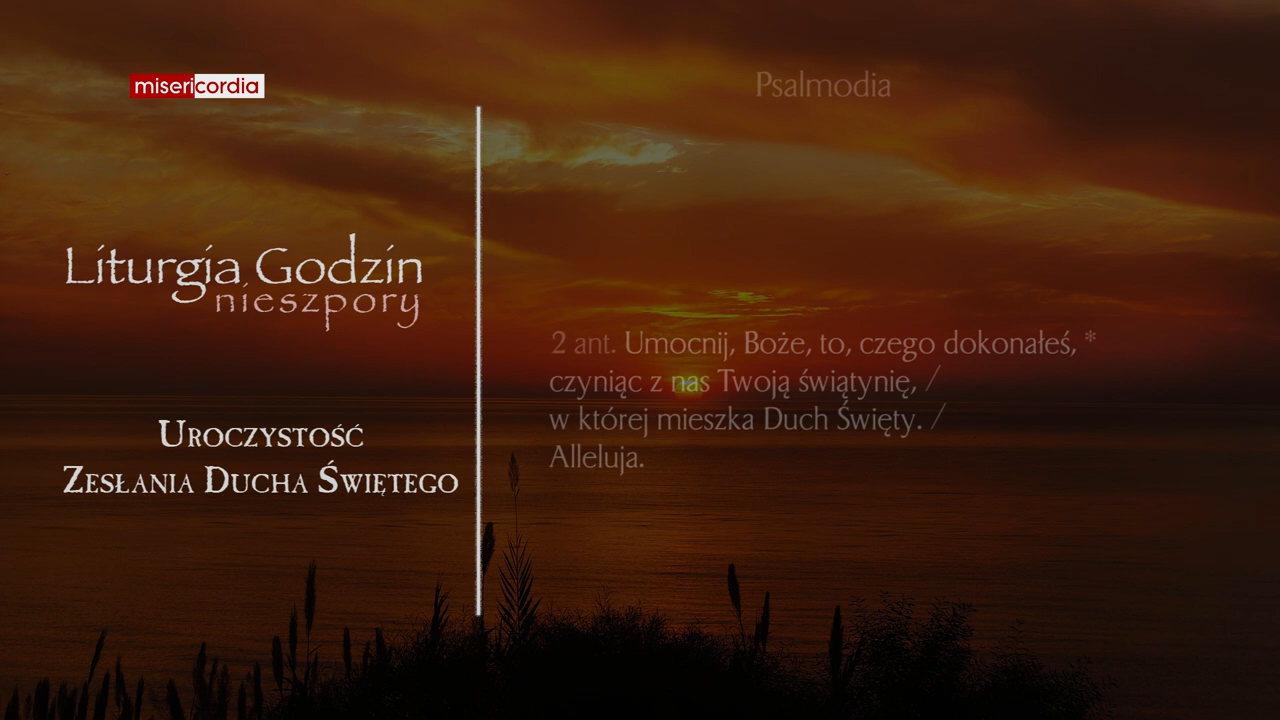 misericordia
Psalmodia
Liturgia Godzin
nieszpory
Uroczystość
Zesłania Ducha Świętego
2 ant. Umocnij, Boże, to, czego dokonałeś, *
czyniąc z nas Twoją świątynię, /
w której mieszka Duch Święty. /
Alleluja.